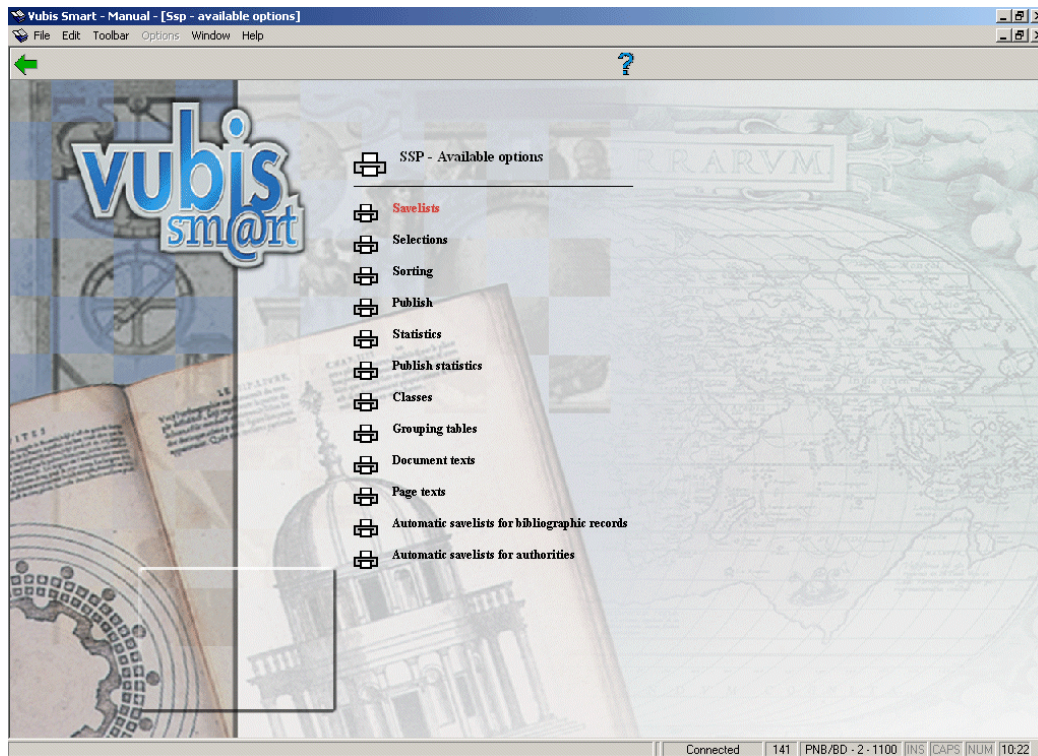 Vubis Smart - Manual - [Ssp - available options]
File Edit Toolbar Options Window Help
?
vubis
sm@rt
RARVM
SSP - Available options
Savelists
Selections
Sorting
Publish
Statistics
Publish statistics
Classes
Grouping tables
Document texts
Page texts
Automatic savelists for bibliographic records
Automatic savelists for authorities
Connected 141 PNB/BD - 2 - 1100 INS CAPS NUM 10:22